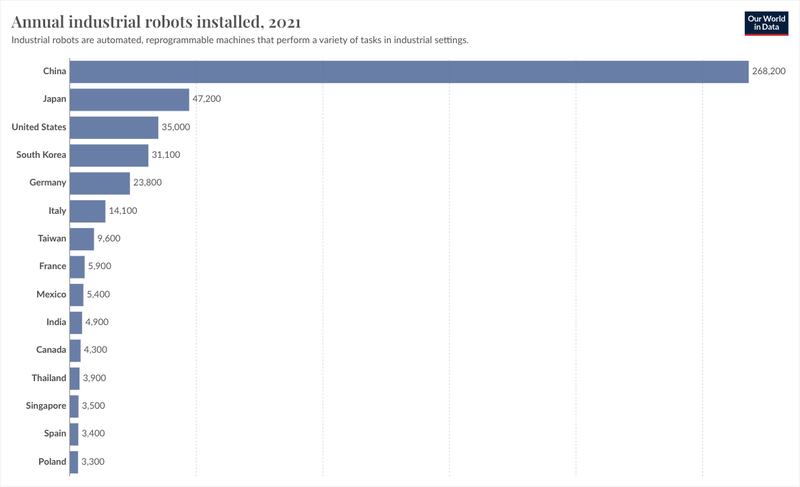 Annual industrial robots installed, 2021
Industrial robots are automated, reprogrammable machines that perform a variety of tasks in industrial settings.
Our World
in Data
China 268,200
Japan 47,200
United States 35,000
South Korea 31,100
Germany 23,800
Italy 14,100
Taiwan 9,600
France 5,900
Mexico 5,400
India 4,900
Canada 4,300
Thailand 3,900
Singapore 3,500
Spain 3,400
Poland 3,300